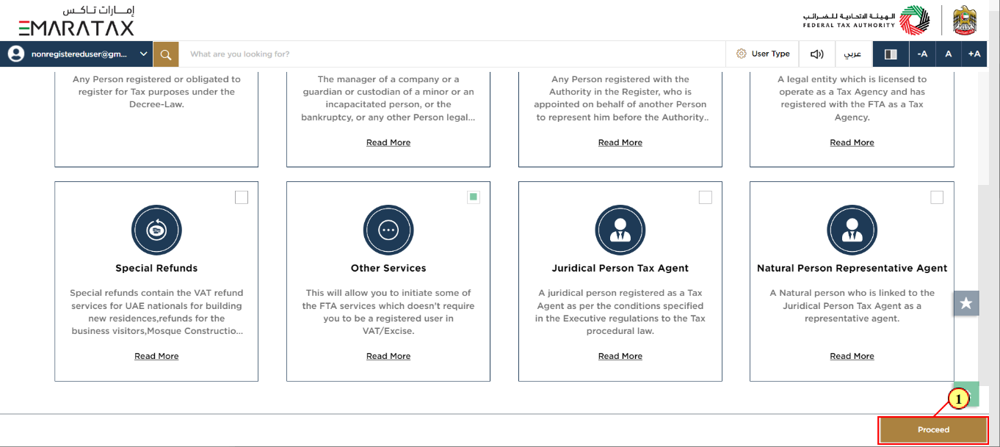 إمـــارات تــاكـــس
EMARATAX
الهيئة الاتحادية للضرائب
FEDERAL TAX AUTHORITY
nonregistereduser@gm...
What are you looking for?
User Type
عربي
-A
A
+A
Any Person registered or obligated to
register for Tax purposes under the
Decree-Law.
The manager of a company or a
guardian or custodian of a minor or an
incapacitated person, or the
bankruptcy, or any other Person legal...
Read More
Any Person registered with the
Authority in the Register, who is
appointed on behalf of another Person
to represent him before the Authority..
Read More
A legal entity which is licensed to
operate as a Tax Agency and has
registered with the FTA as a Tax
Agency.
Read More
Special Refunds
Special refunds contain the VAT refund
services for UAE nationals for building
new residences,refunds for the
business visitors,Mosque Constructio...
Read More
Other Services
This will allow you to initiate some of
the FTA services which doesn't require
you to be a registered user in
VAT/Excise.
Read More
Juridical Person Tax Agent
A juridical person registered as a Tax
Agent as per the conditions specified
in the Executive regulations to the Tax
procedural law.
Read More
Natural Person Representative Agent
A Natural person who is linked to the
Juridical Person Tax Agent as a
representative agent.
Read More
1
Proceed